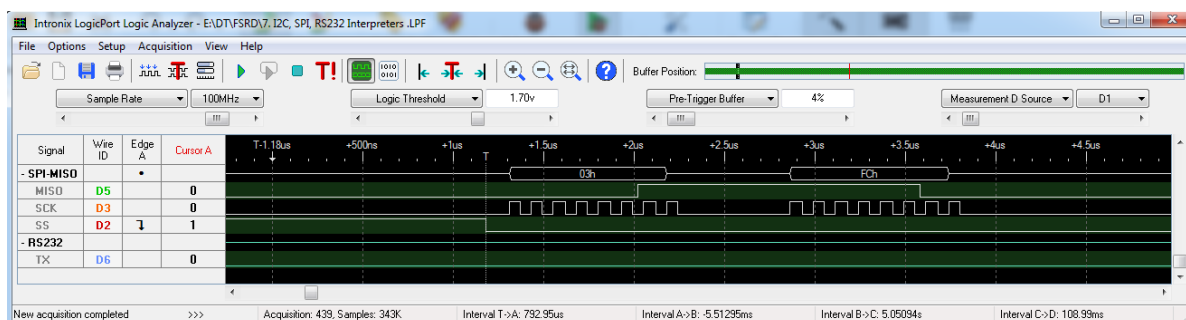 Intronix LogicPort Logic Analyzer - E:\DT\FSRD\7. I2C, SPI, RS232 Interpreters .LPF
File Options Setup Acquisition View Help
T! 1010 0101 T ? Buffer Position:
Sample Rate 100MHz Logic Threshold 1.70v Pre-Trigger Buffer 4% Measurement D Source D1
Signal Wire ID Edge A Cursor A T-1.18us +500ns +1us T +1.5us +2us +2.5us +3us +3.5us +4us +4.5us
- SPI-MISO 03h FCh
MISO D5 0
SCK D3 0
SS D2 1
- RS232
TX D6 0
New acquisition completed >>> Acquisition: 439, Samples: 343K Interval T->A: 792.95us Interval A->B: -5.51295ms Interval B->C: 5.05094s Interval C->D: 108.99ms